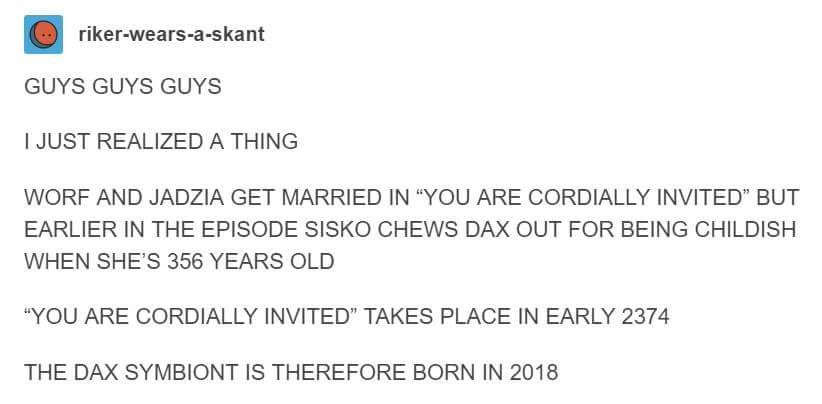 riker-wears-a-skant
GUYS GUYS GUYS
I JUST REALIZED A THING
WORF AND JADZIA GET MARRIED IN “YOU ARE CORDIALLY INVITED” BUT
EARLIER IN THE EPISODE SISKO CHEWS DAX OUT FOR BEING CHILDISH
WHEN SHE’S 356 YEARS OLD
“YOU ARE CORDIALLY INVITED” TAKES PLACE IN EARLY 2374
THE DAX SYMBIONT IS THEREFORE BORN IN 2018